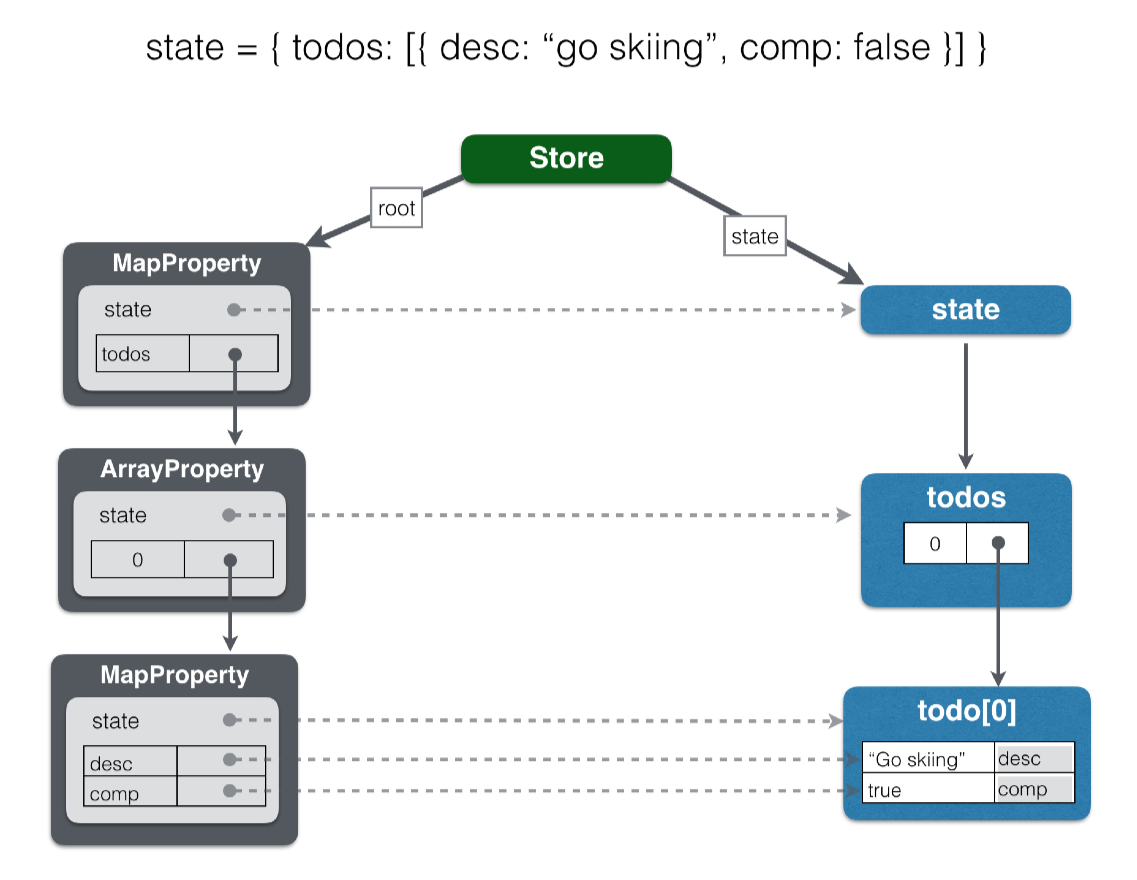 state = { todos: [{ desc: “go skiing”, comp: false }] }
Store
root
state
MapProperty
state
todos
state
ArrayProperty
state
0
todos
0
MapProperty
state
desc
comp
todo[0]
“Go skiing” desc
true comp